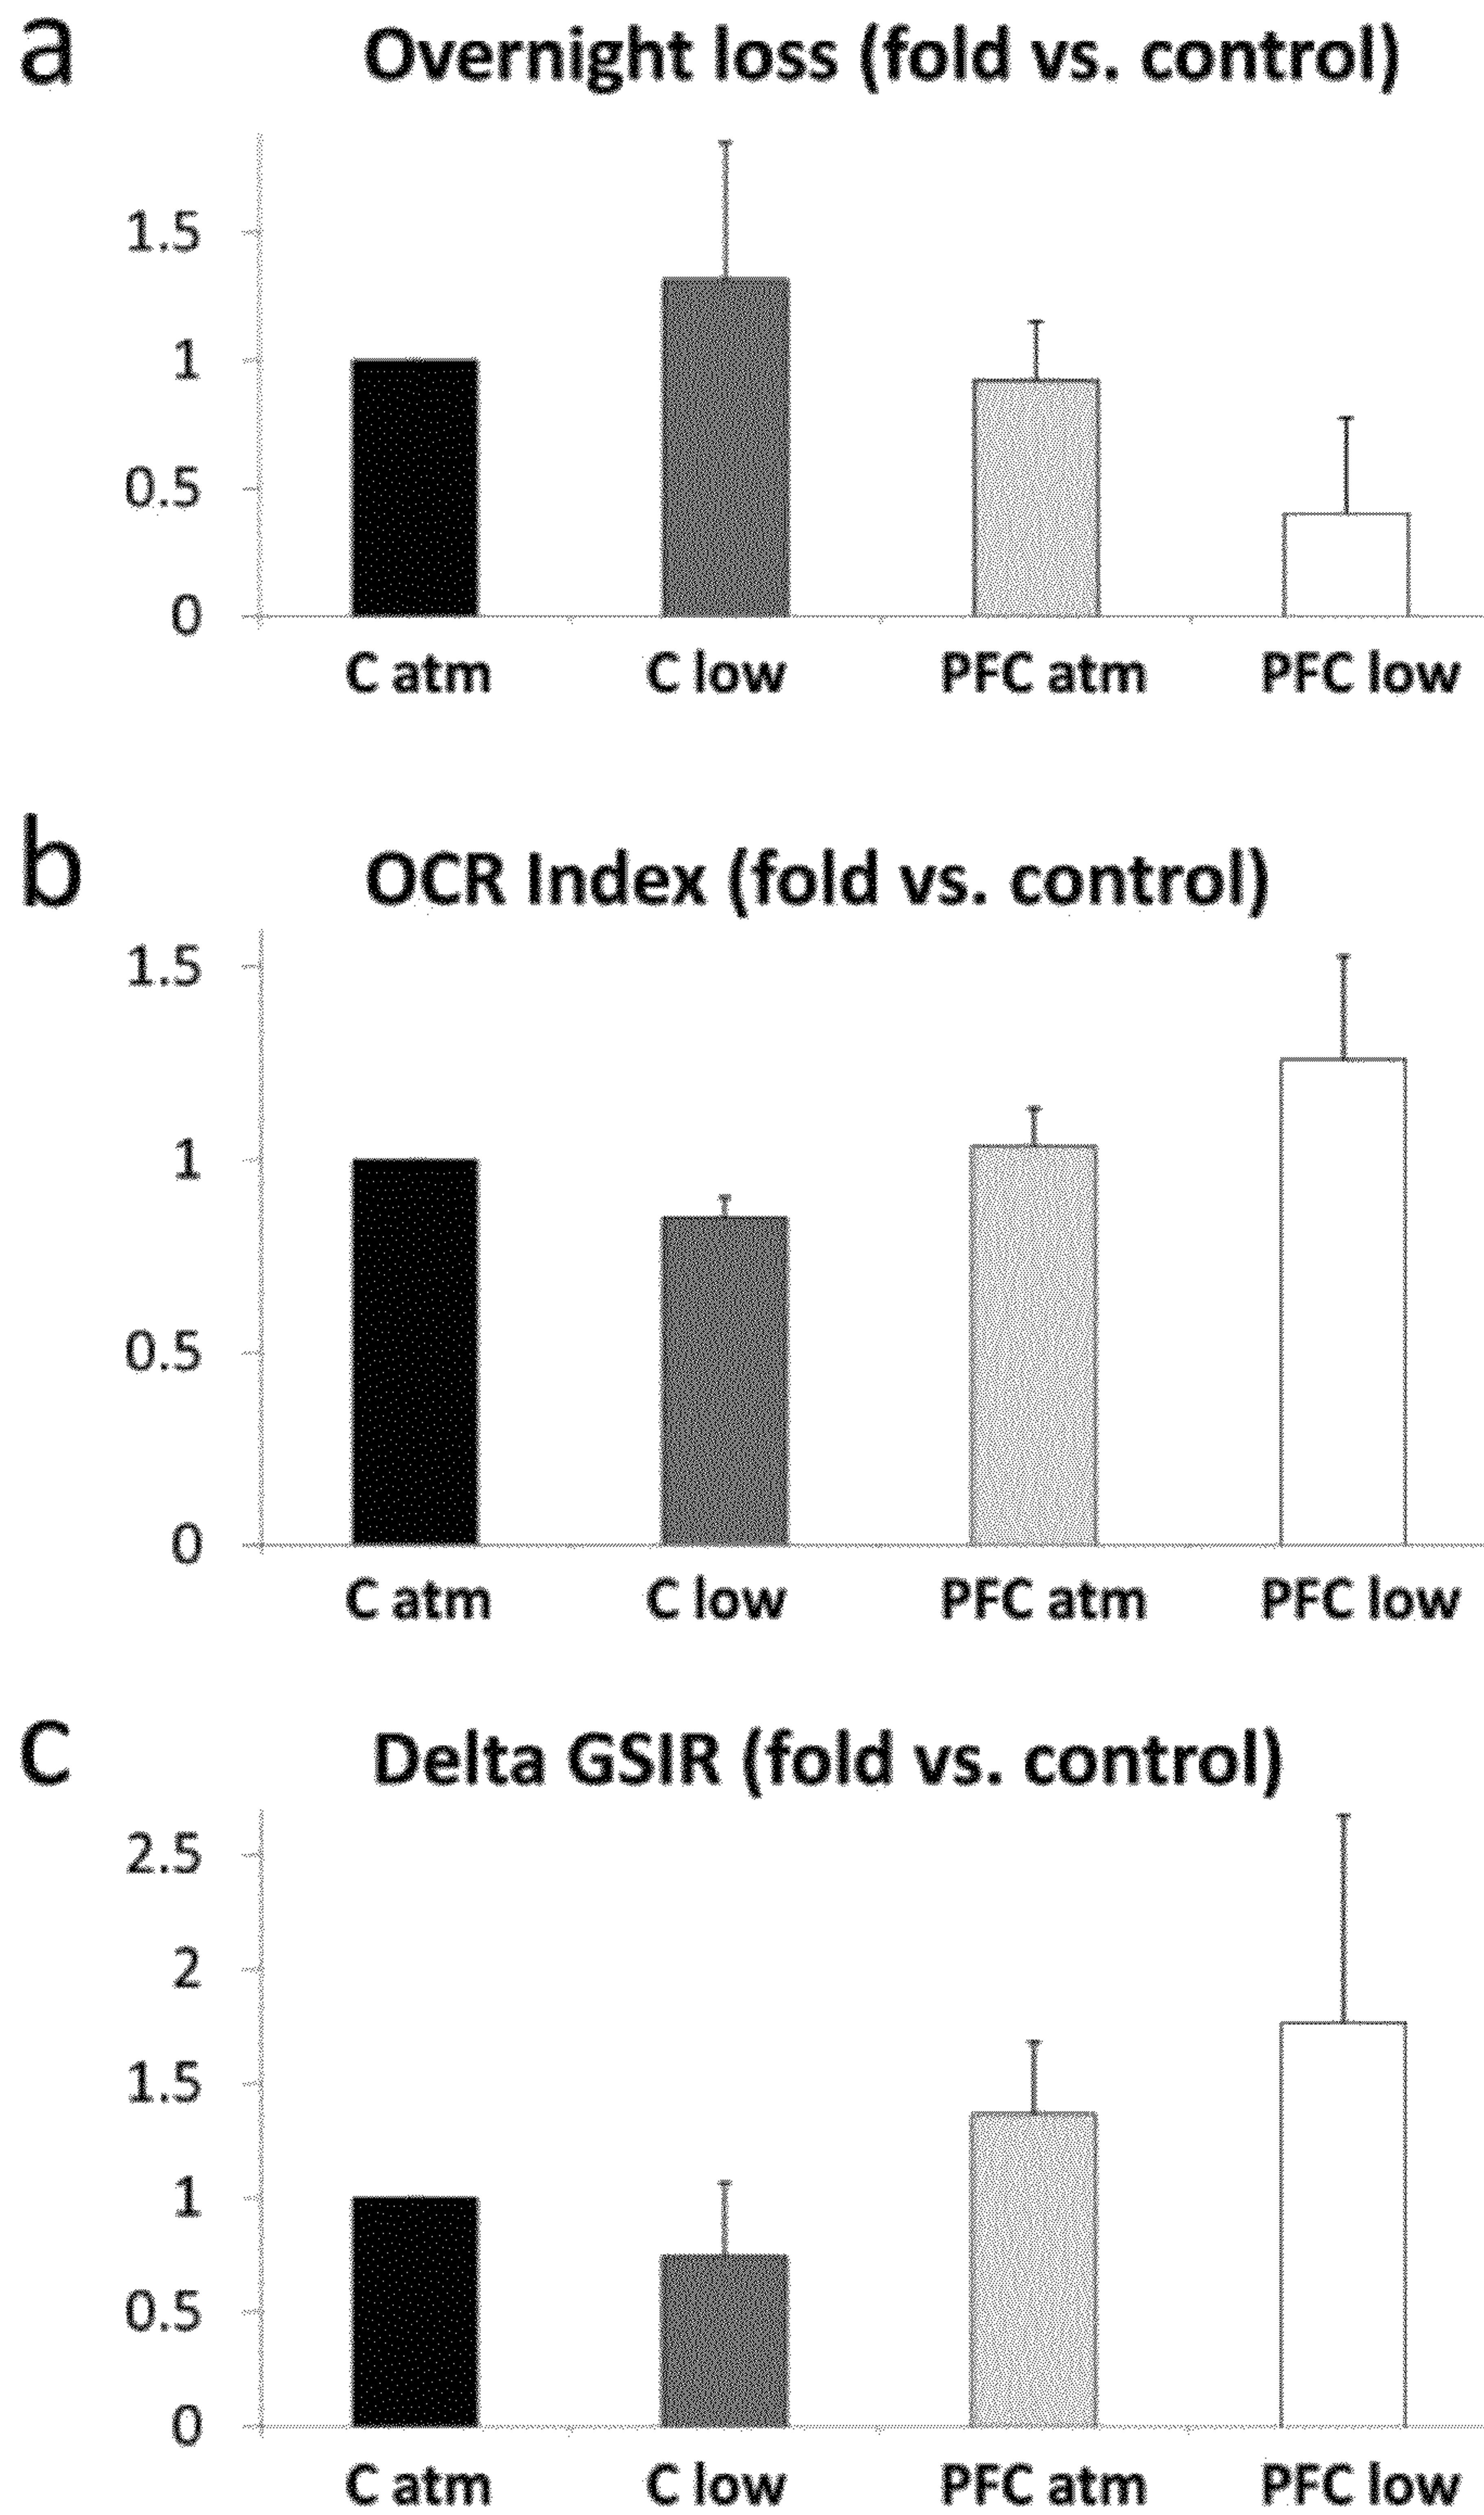 a
Overnight loss (fold vs. control)
1.5
1
0.5
0
C atm C low PFC atm PFC low
b
OCR Index (fold vs. control)
1.5
1
0.5
0
C atm C low PFC atm PFC low
c
Delta GSIR (fold vs. control)
2.5
2
1.5
1
0.5
0
C atm C low PFC atm PFC low